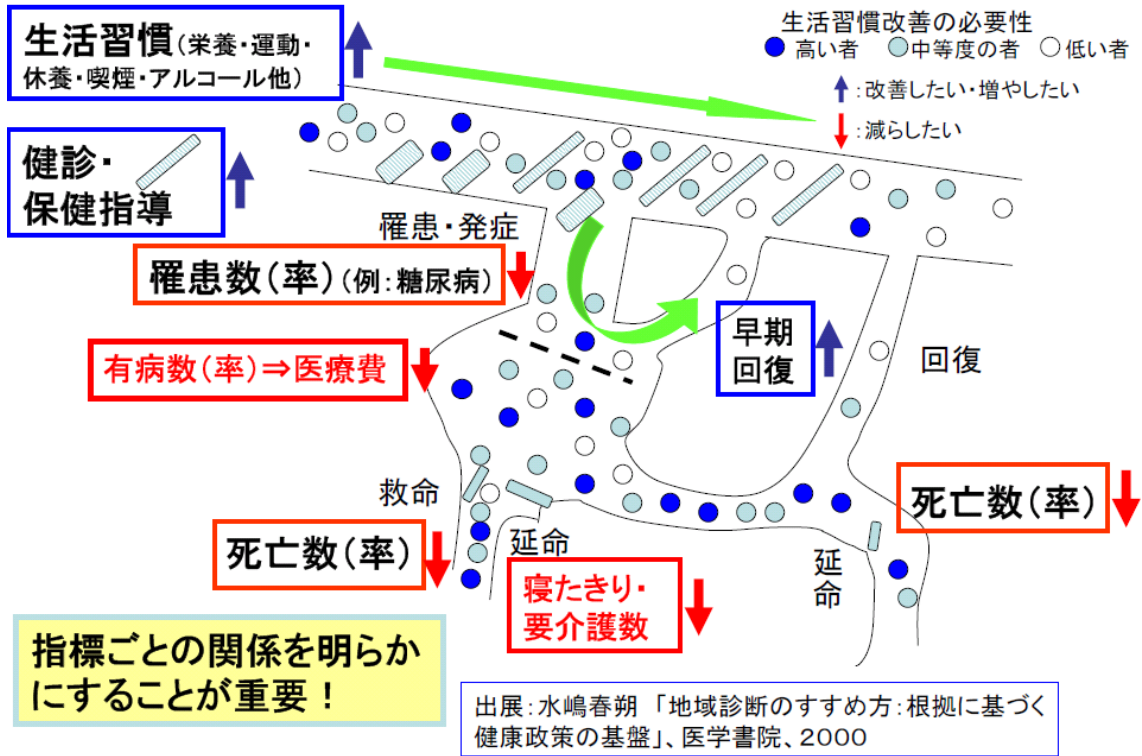 生活習慣(栄養・運動・
休養・喫煙・アルコール他)
生活習慣改善の必要性
高い者 中等度の者 低い者
:改善したい・増やしたい
:減らしたい
健診・
保健指導
罹患・発症
罹患数(率)(例:糖尿病)
有病数(率)⇒医療費
早期
回復
回復
救命
死亡数(率)
延命
寝たきり・
要介護数
死亡数(率)
延
命
指標ごとの関係を明らか
にすることが重要!
出展:水嶋春朔 「地域診断のすすめ方:根拠に基づく
健康政策の基盤」、医学書院、2000